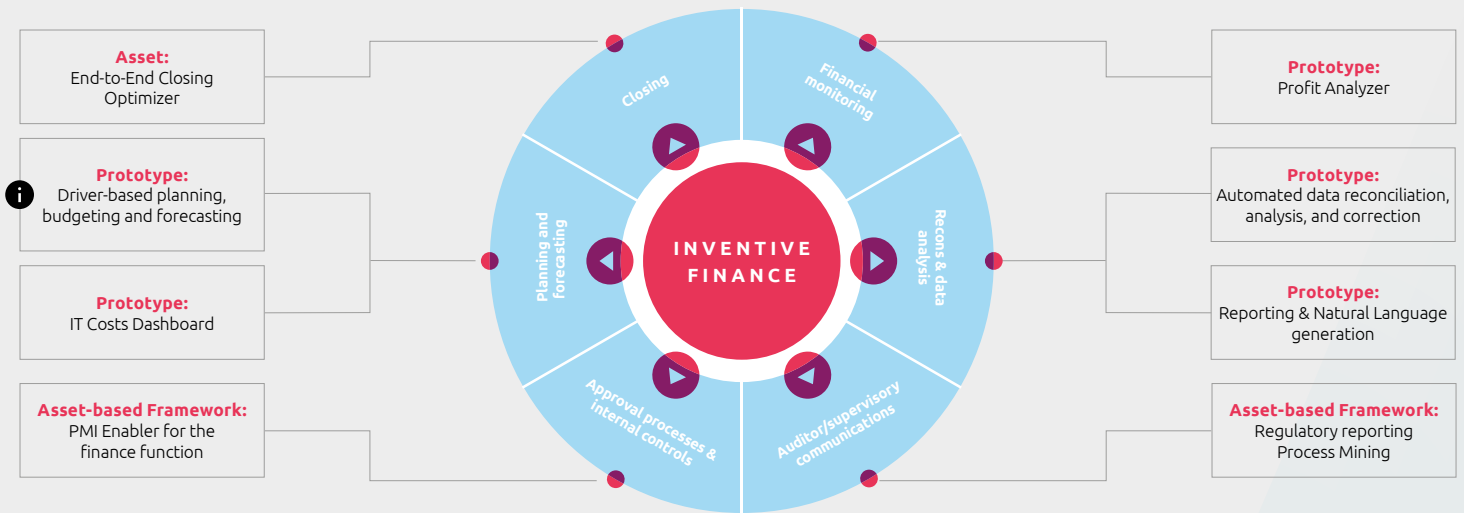 Asset:
End-to-End Closing
Optimizer
Prototype:
Driver-based planning,
budgeting and forecasting
i
Prototype:
IT Costs Dashboard
Asset-based Framework:
PMI Enabler for the
finance function
Closing
Financial
monitoring
Planning and
forecasting
INVENTIVE
FINANCE
Recons & data
analysis
Approval processes &
internal controls
Auditor/supervisory
communications
Prototype:
Profit Analyzer
Prototype:
Automated data reconciliation,
analysis, and correction
Prototype:
Reporting & Natural Language
generation
Asset-based Framework:
Regulatory reporting
Process Mining